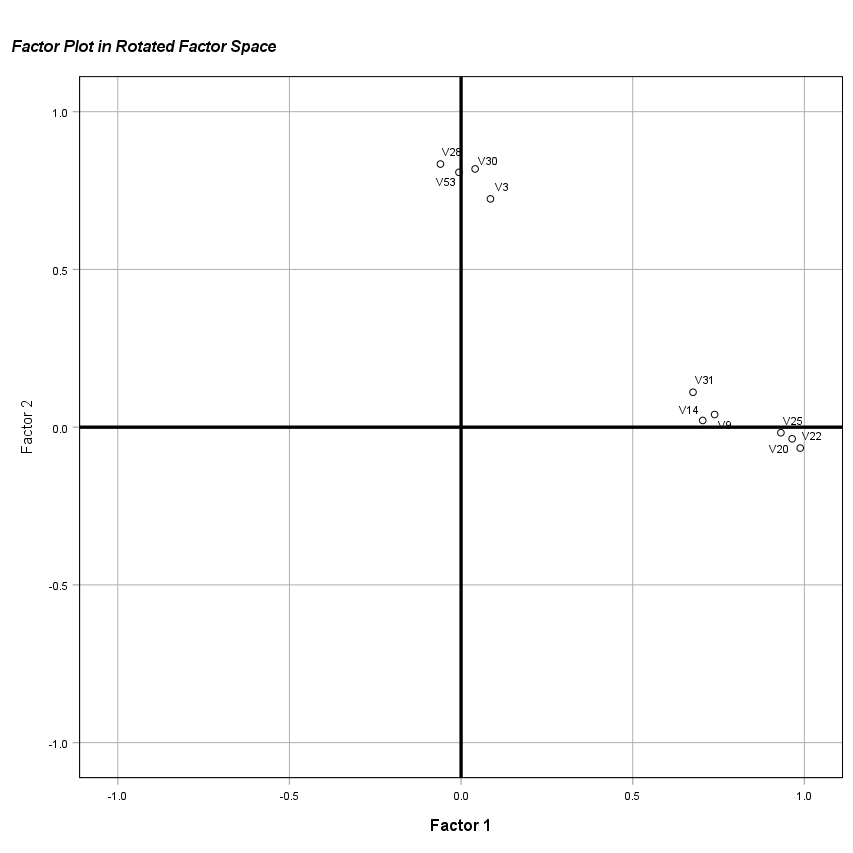 Factor Plot in Rotated Factor Space
1.0
V28
V30
V53
V3
0.5
V31
V14
V9
0.0
V25
V22
V20
Factor 2
-0.5
-1.0
-1.0 -0.5 0.0 0.5 1.0
Factor 1